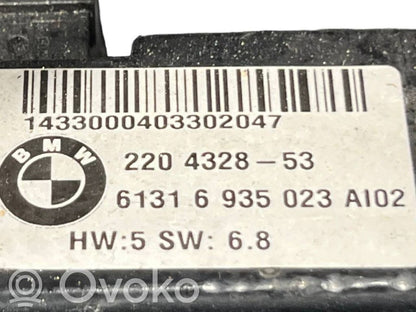 1433000403302047
BMW
220 4328-53
6131 6 935 023 AI02
HW:5 SW: 6.8
Ovoko